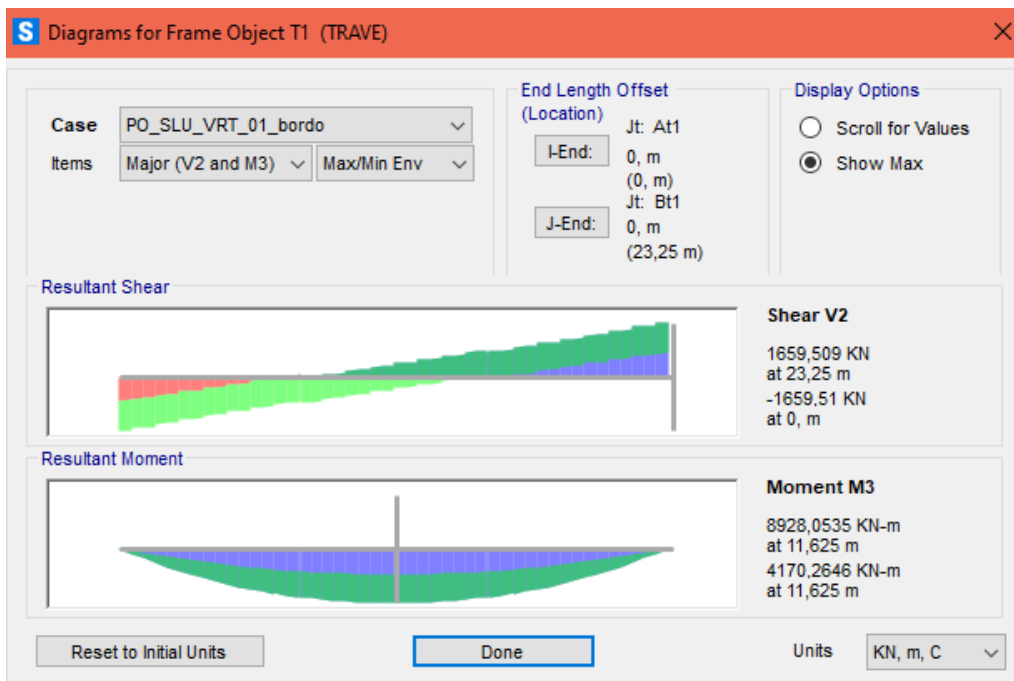 S Diagrams for Frame Object T1 (TRAVE)
Case PO_SLU_VRT_01_bordo
Items Major (V2 and M3) Max/Min Env
End Length Offset
(Location)
Jt: At1
I-End: 0, m
(0, m)
Jt: Bt1
J-End: 0, m
(23,25 m)
Display Options
Scroll for Values
Show Max
Resultant Shear
Shear V2
1659,509 KN
at 23,25 m
-1659,51 KN
at 0, m
Resultant Moment
Moment M3
8928,0535 KN-m
at 11,625 m
4170,2646 KN-m
at 11,625 m
Reset to Initial Units Done Units KN, m, C